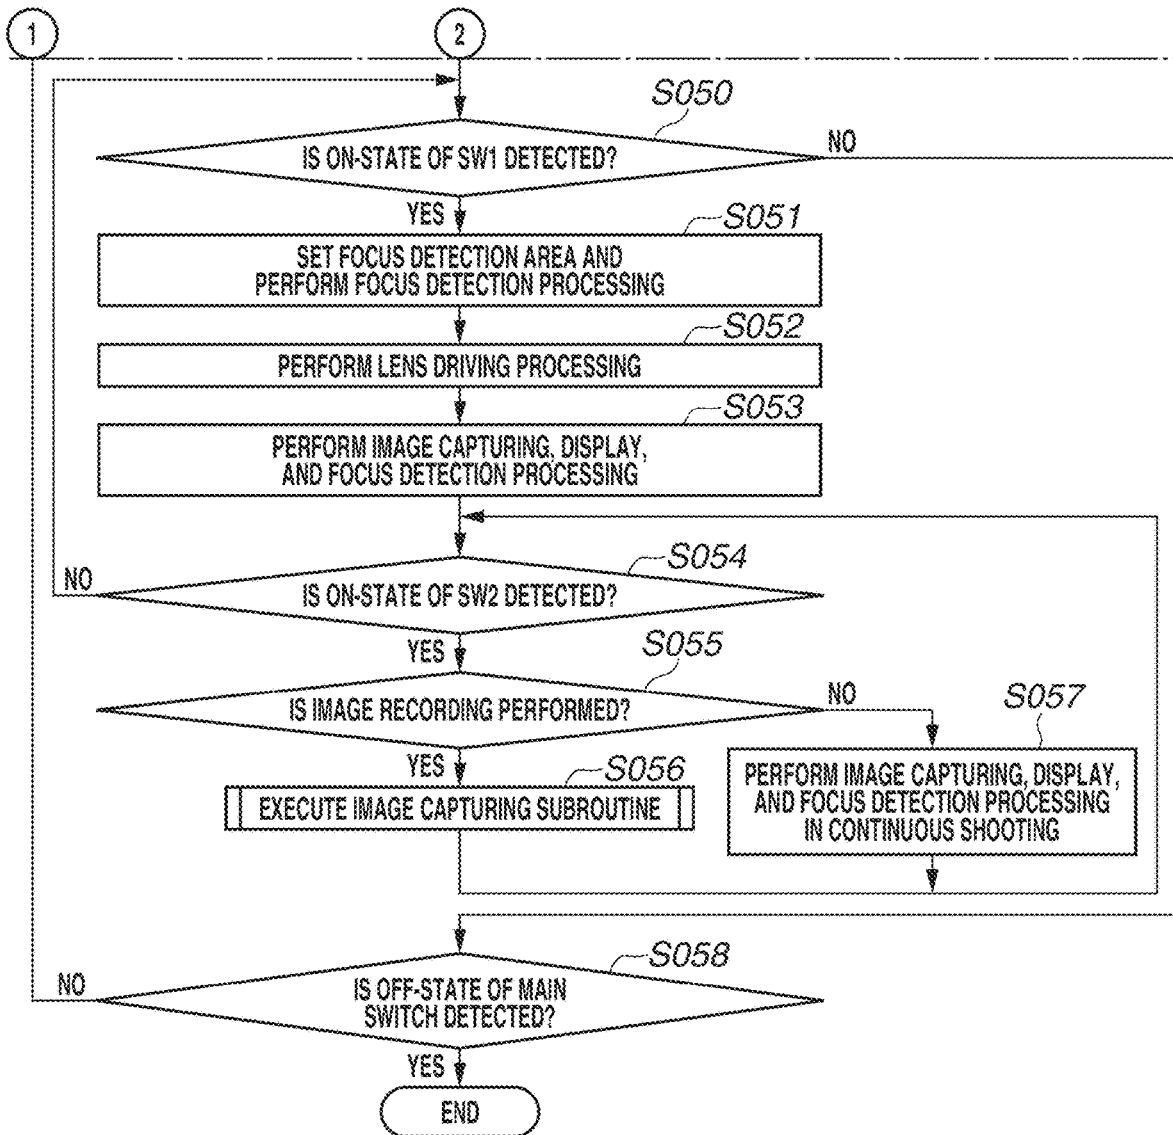 1
2
S050
IS ON-STATE OF SW1 DETECTED?
NO
YES
S051
SET FOCUS DETECTION AREA AND
PERFORM FOCUS DETECTION PROCESSING
S052
PERFORM LENS DRIVING PROCESSING
S053
PERFORM IMAGE CAPTURING, DISPLAY,
AND FOCUS DETECTION PROCESSING
S054
NO
IS ON-STATE OF SW2 DETECTED?
YES
S055
IS IMAGE RECORDING PERFORMED?
NO
YES
S056
EXECUTE IMAGE CAPTURING SUBROUTINE
S057
PERFORM IMAGE CAPTURING, DISPLAY,
AND FOCUS DETECTION PROCESSING
IN CONTINUOUS SHOOTING
S058
NO
IS OFF-STATE OF MAIN
SWITCH DETECTED?
YES
END